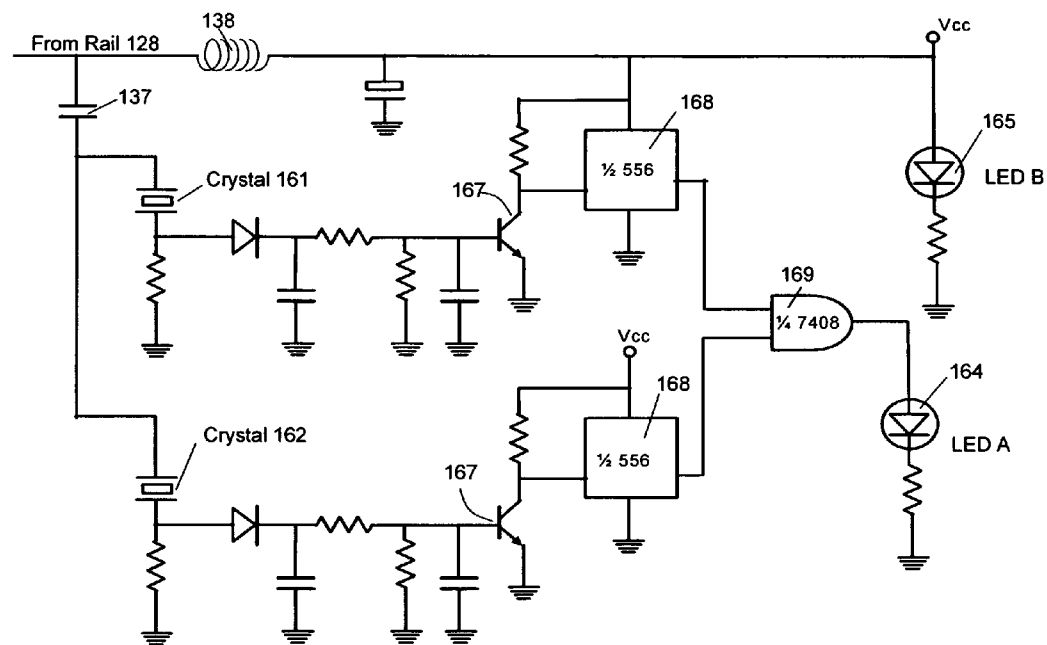 138
Vcc
From Rail 128
137
168
165
LED B
Crystal 161
167
½ 556
169
¼ 7408
Vcc
168
164
LED A
Crystal 162
167
½ 556